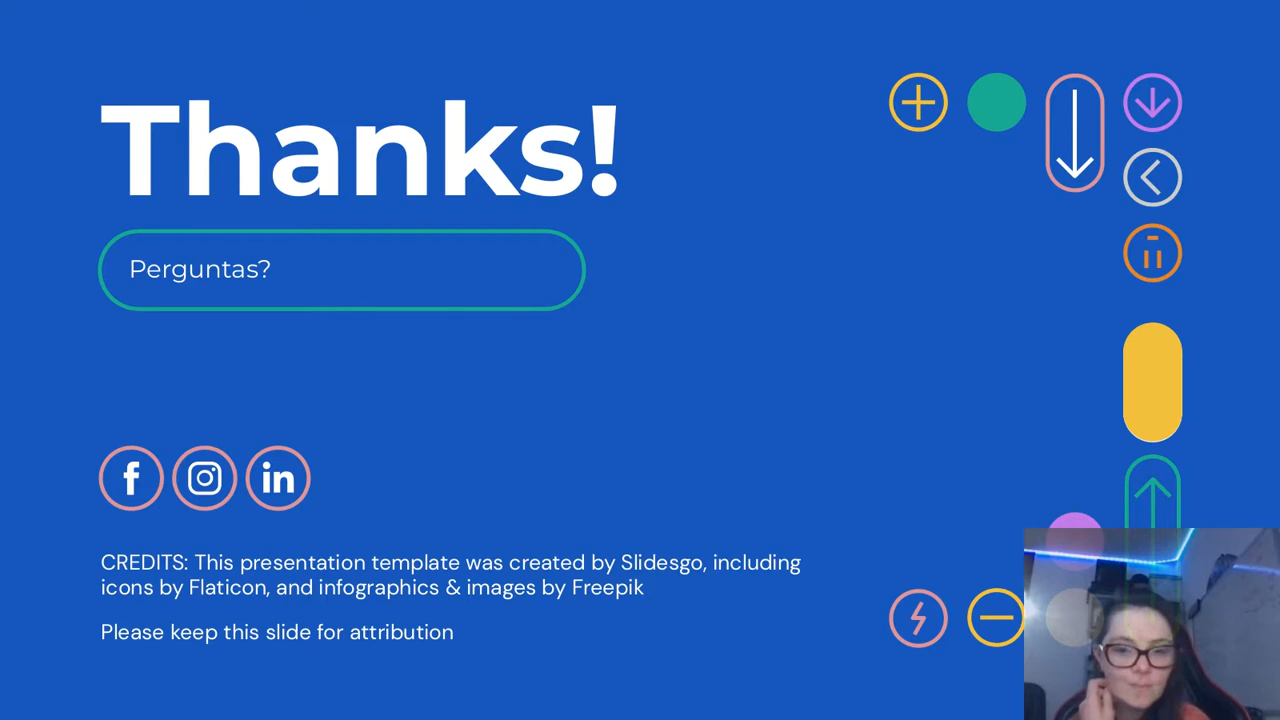 Thanks!
Perguntas?
CREDITS: This presentation template was created by Slidesgo, including
icons by Flaticon, and infographics & images by Freepik
Please keep this slide for attribution